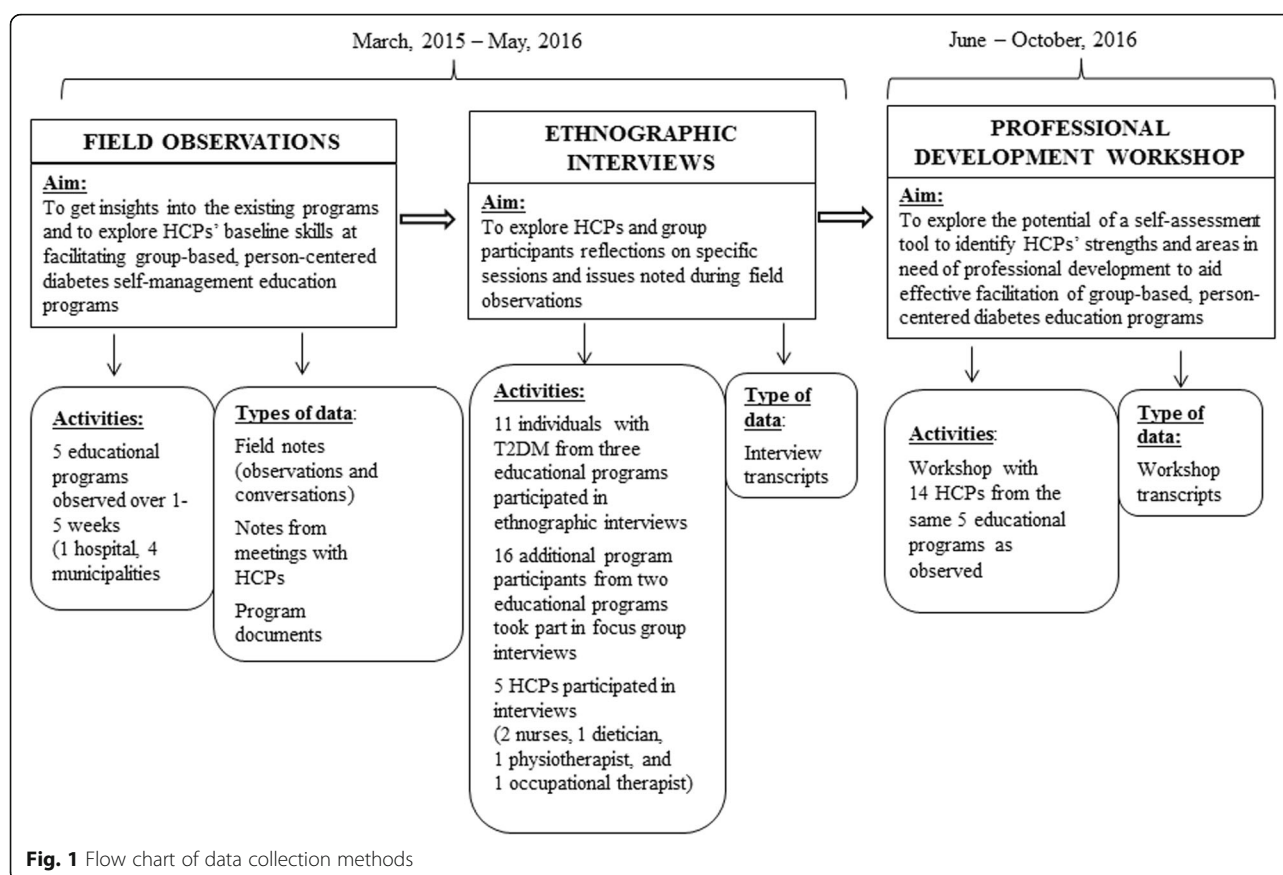 March, 2015 – May, 2016
June – October, 2016
FIELD OBSERVATIONS
Aim:
To get insights into the existing programs
and to explore HCPs’ baseline skills at
facilitating group-based, person-centered
diabetes self-management education
programs
ETHNOGRAPHIC
INTERVIEWS
Aim:
To explore HCPs and group
participants reflections on specific
sessions and issues noted during field
observations
PROFESSIONAL
DEVELOPMENT WORKSHOP
Aim:
To explore the potential of a self-assessment
tool to identify HCPs’ strengths and areas in
need of professional development to aid
effective facilitation of group-based, person-
centered diabetes education programs
Activities:
5 educational
programs
observed over 1-
5 weeks
(1 hospital, 4
municipalities
Types of data:
Field notes
(observations and
conversations)
Notes from
meetings with
HCPs
Program
documents
Activities:
11 individuals with
T2DM from three
educational programs
participated in
ethnographic interviews
16 additional program
participants from two
educational programs
took part in focus group
interviews
5 HCPs participated in
interviews
(2 nurses, 1 dietician,
1 physiotherapist, and
1 occupational therapist)
Type of
data:
Interview
transcripts
Activities:
Workshop with
14 HCPs from the
same 5 educational
programs as
observed
Type of
data:
Workshop
transcripts
Fig. 1 Flow chart of data collection methods